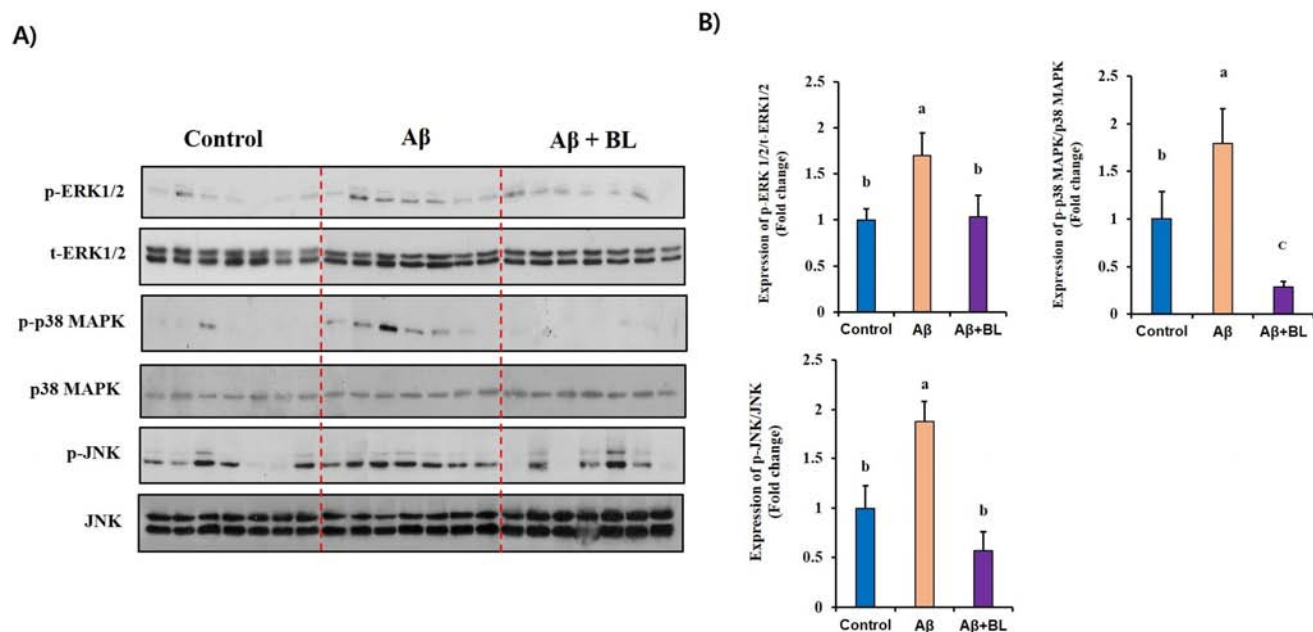 A)
Control Aβ Aβ + BL
p-ERK1/2
t-ERK1/2
p-p38 MAPK
p38 MAPK
p-JNK
JNK
B)
Expression of p-ERK 1/2/t-ERK1/2
(Fold change)
2.5
2
1.5
1
0.5
0
b
a
b
Control Aβ Aβ+BL
Expression of p-p38 MAPK/p38 MAPK
(Fold change)
2.5
2
1.5
1
0.5
0
b
a
c
Control Aβ Aβ+BL
Expression of p-JNK/JNK
(Fold change)
2.5
2
1.5
1
0.5
0
b
a
b
Control Aβ Aβ+BL